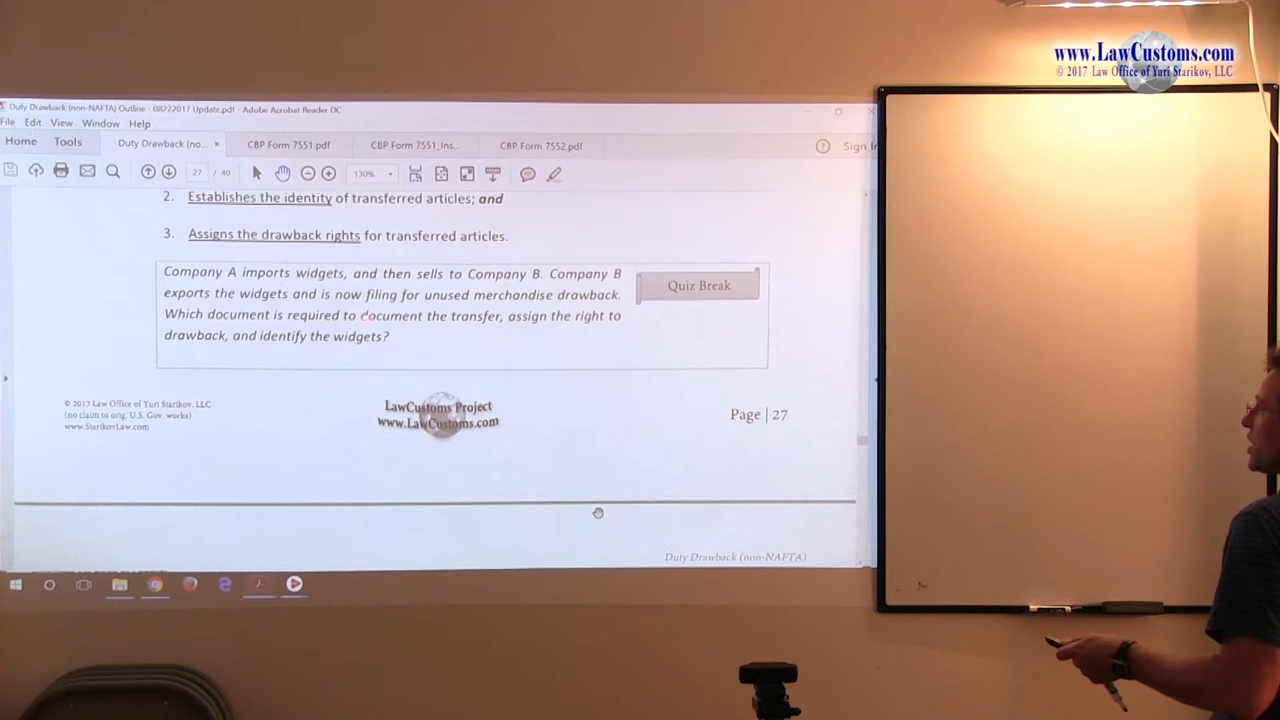 www.LawCustoms.com
© 2017 Law Office of Yuri Starikov, LLC
Duty Drawback (non-NAFTA) Outline - 08222017 Update.pdf - Adobe Acrobat Reader DC
File Edit View Window Help
Home Tools Duty Drawback (no... × CBP Form 7551.pdf CBP Form 7551_Ins... CBP Form 7552.pdf ? Sign In
27 / 40 130%
2. Establishes the identity of transferred articles; and
3. Assigns the drawback rights for transferred articles.
Company A imports widgets, and then sells to Company B. Company B
exports the widgets and is now filing for unused merchandise drawback.
Which document is required to document the transfer, assign the right to
drawback, and identify the widgets?
Quiz Break
© 2017 Law Office of Yuri Starikov, LLC
(no claim to orig. U.S. Gov. works)
www.StarikovLaw.com
LawCustoms Project
www.LawCustoms.com
Page | 27
Duty Drawback (non-NAFTA)